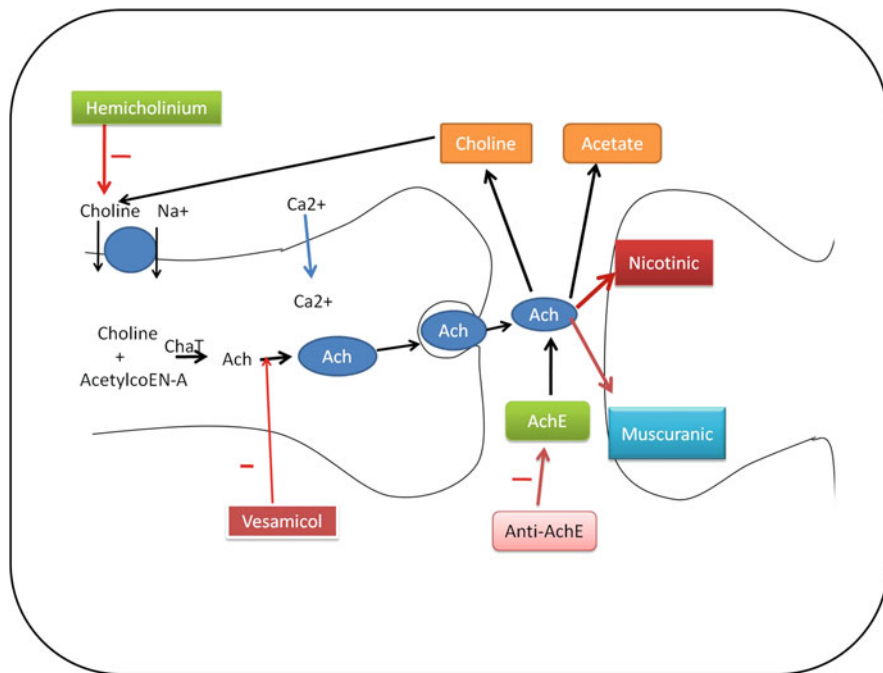 Hemicholinium
–
Choline
Acetate
Choline Na+
Ca2+
Nicotinic
Ca2+
Ach
Ach
Choline
+
AcetylcoEN-A
ChaT
Ach
Ach
AchE
Muscuranic
–
–
Vesamicol
Anti-AchE